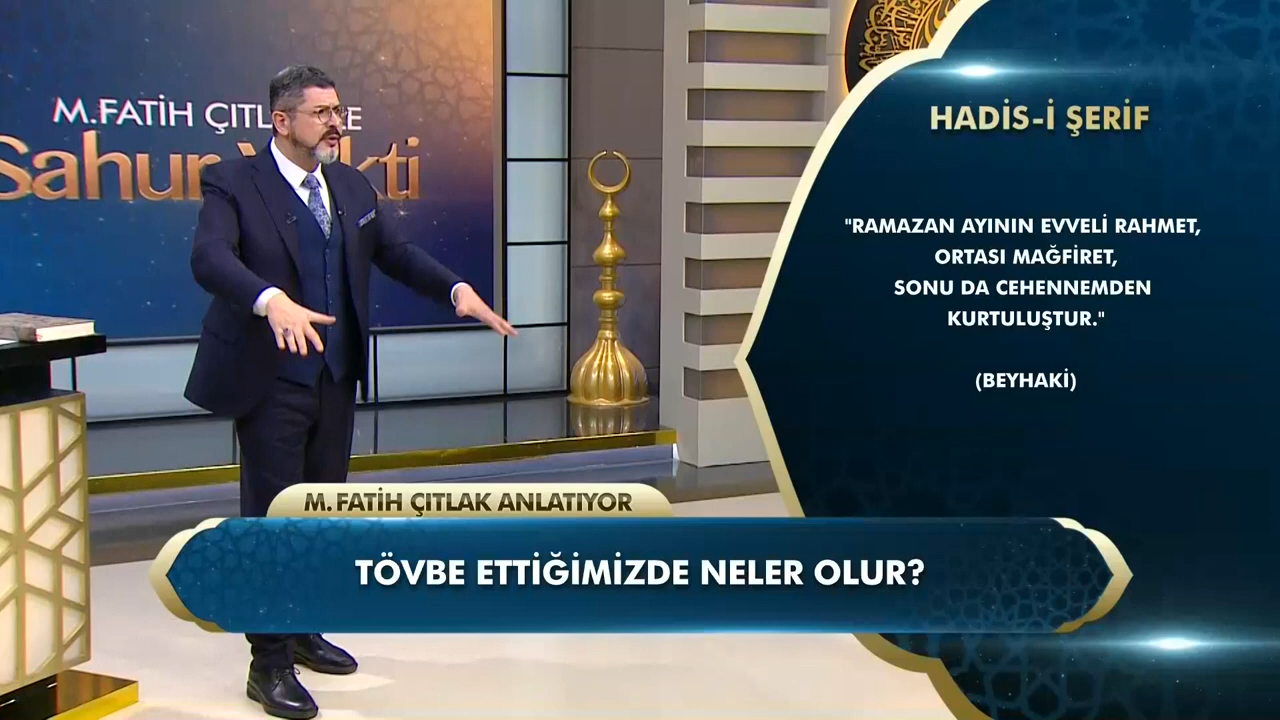 M.FATİH ÇITL E
Sahur Vakti
HADİS-İ ŞERİF
"RAMAZAN AYININ EVVELİ RAHMET,
ORTASI MAĞFİRET,
SONU DA CEHENNEMDEN
KURTULUŞTUR."
(BEYHAKİ)
M. FATİH ÇITLAK ANLATIYOR
TÖVBE ETTİĞİMİZDE NELER OLUR?